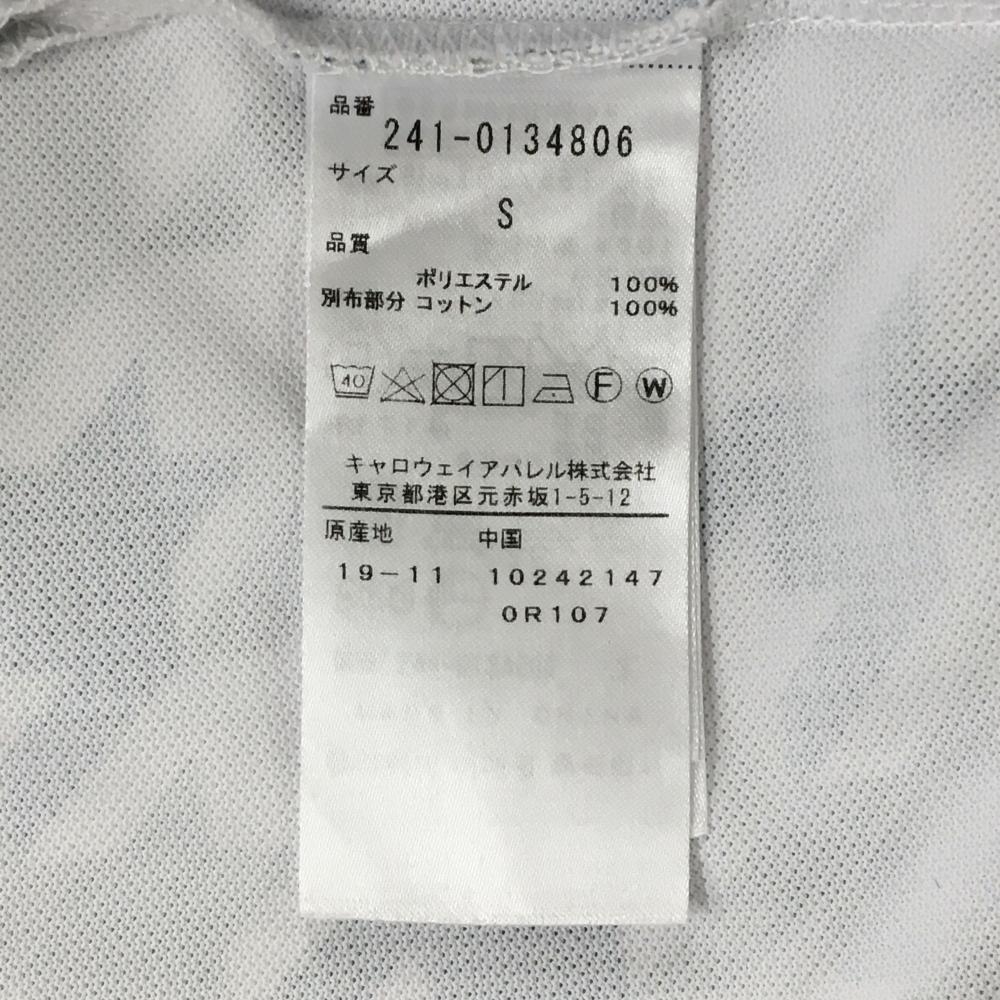 品番
241-0134806
サイズ
S
品質
ポリエステル 100%
別布部分 コットン 100%
40 F W
キャロウェイアパレル株式会社
東京都港区元赤坂1-5-12
原産地 中国
19-11 10242147
0R107